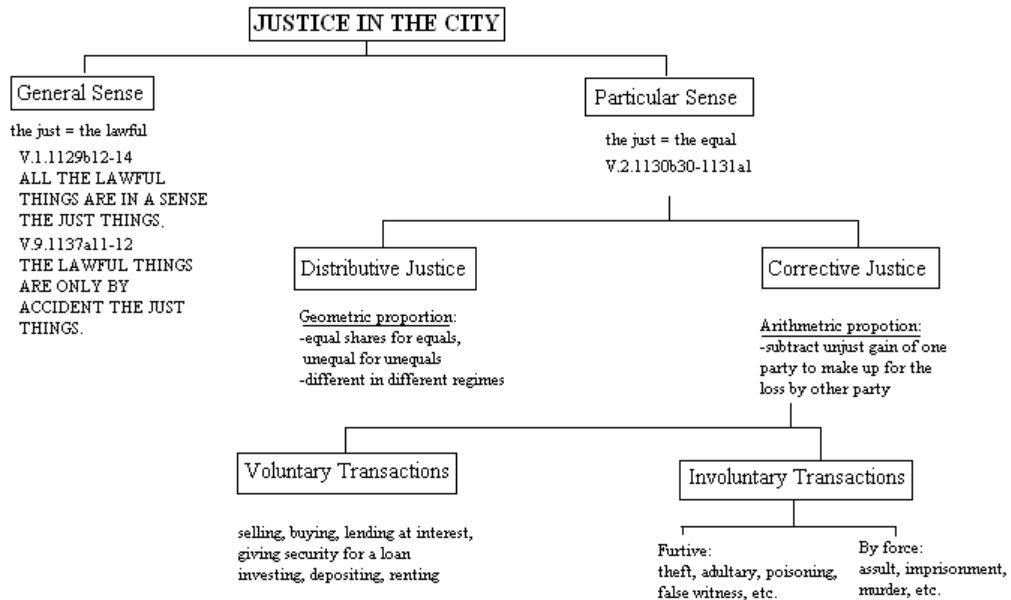 JUSTICE IN THE CITY
General Sense
the just = the lawful
V.1.1129b12-14
ALL THE LAWFUL
THINGS ARE IN A SENSE
THE JUST THINGS.
V.9.1137a11-12
THE LAWFUL THINGS
ARE ONLY BY
ACCIDENT THE JUST
THINGS.
Particular Sense
the just = the equal
V.2.1130b30-1131a1
Distributive Justice
Geometric proportion:
-equal shares for equals,
unequal for unequals
-different in different regimes
Corrective Justice
Arithmetric propotion:
-subtract unjust gain of one
party to make up for the
loss by other party
Voluntary Transactions
selling, buying, lending at interest,
giving security for a loan
investing, depositing, renting
Involuntary Transactions
Furtive:
theft, adultary, poisoning,
false witness, etc.
By force:
assult, imprisonment,
murder, etc.